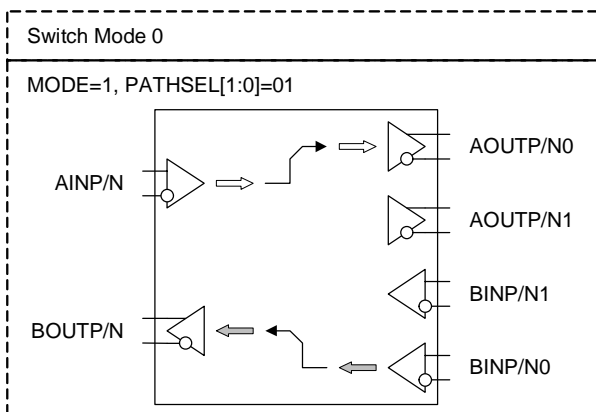 Switch Mode 0
MODE=1, PATHSEL[1:0]=01
AINP/N
AOUTP/N0
AOUTP/N1
BINP/N1
BOUTP/N
BINP/N0